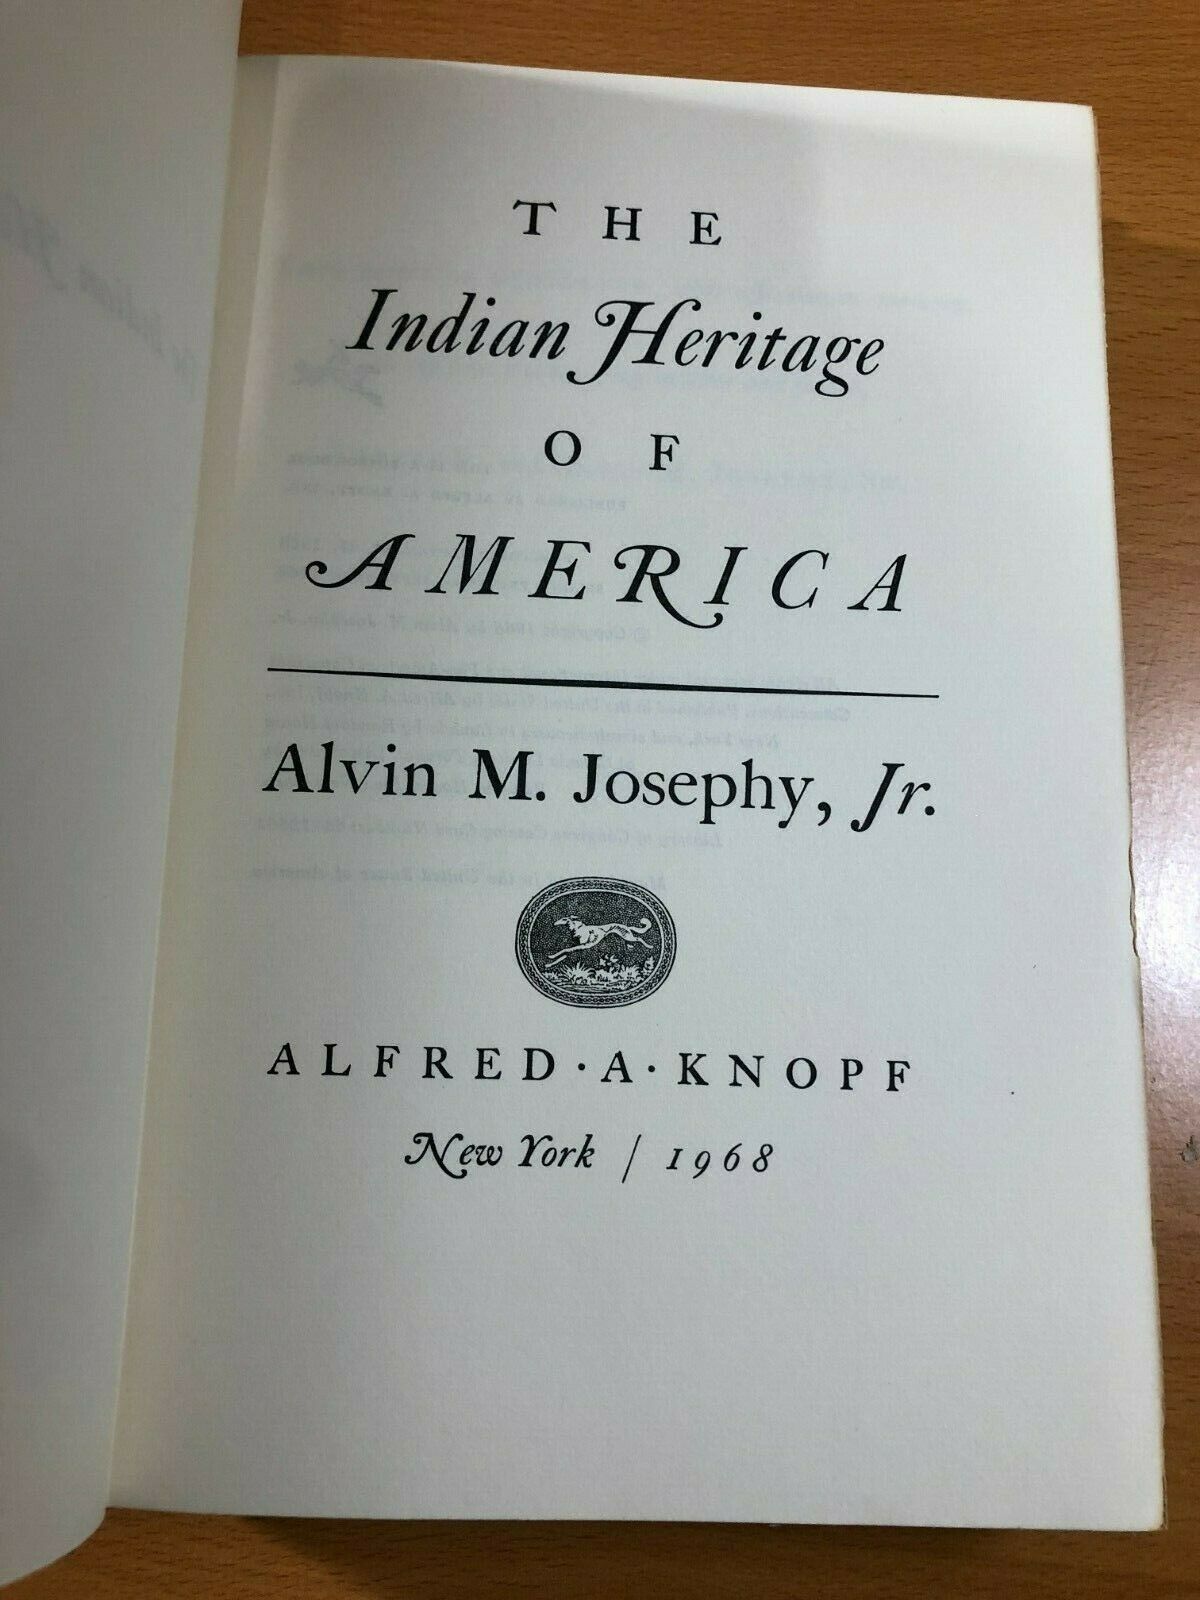 THE
Indian Heritage
OF
AMERICA
Alvin M. Josephy, Jr.
ALFRED · A · KNOPF
New York / 1968